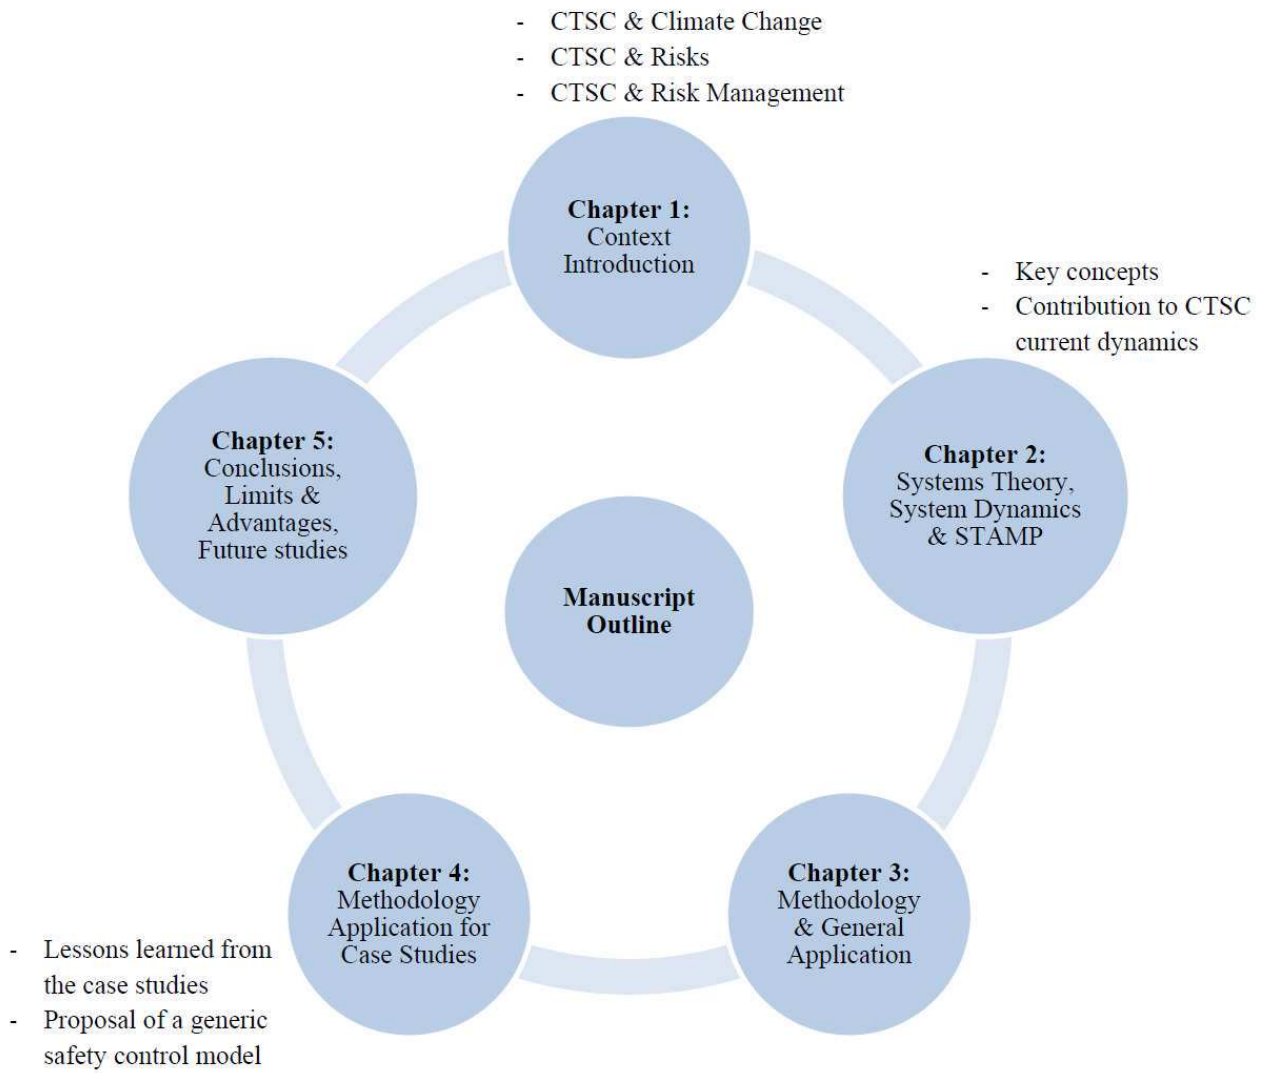 - CTSC & Climate Change
- CTSC & Risks
- CTSC & Risk Management
Chapter 1:
Context
Introduction
- Key concepts
- Contribution to CTSC
current dynamics
Chapter 2:
Systems Theory,
System Dynamics
& STAMP
Chapter 5:
Conclusions,
Limits &
Advantages,
Future studies
Manuscript
Outline
Chapter 3:
Methodology
& General
Application
Chapter 4:
Methodology
Application for
Case Studies
- Lessons learned from
the case studies
- Proposal of a generic
safety control model